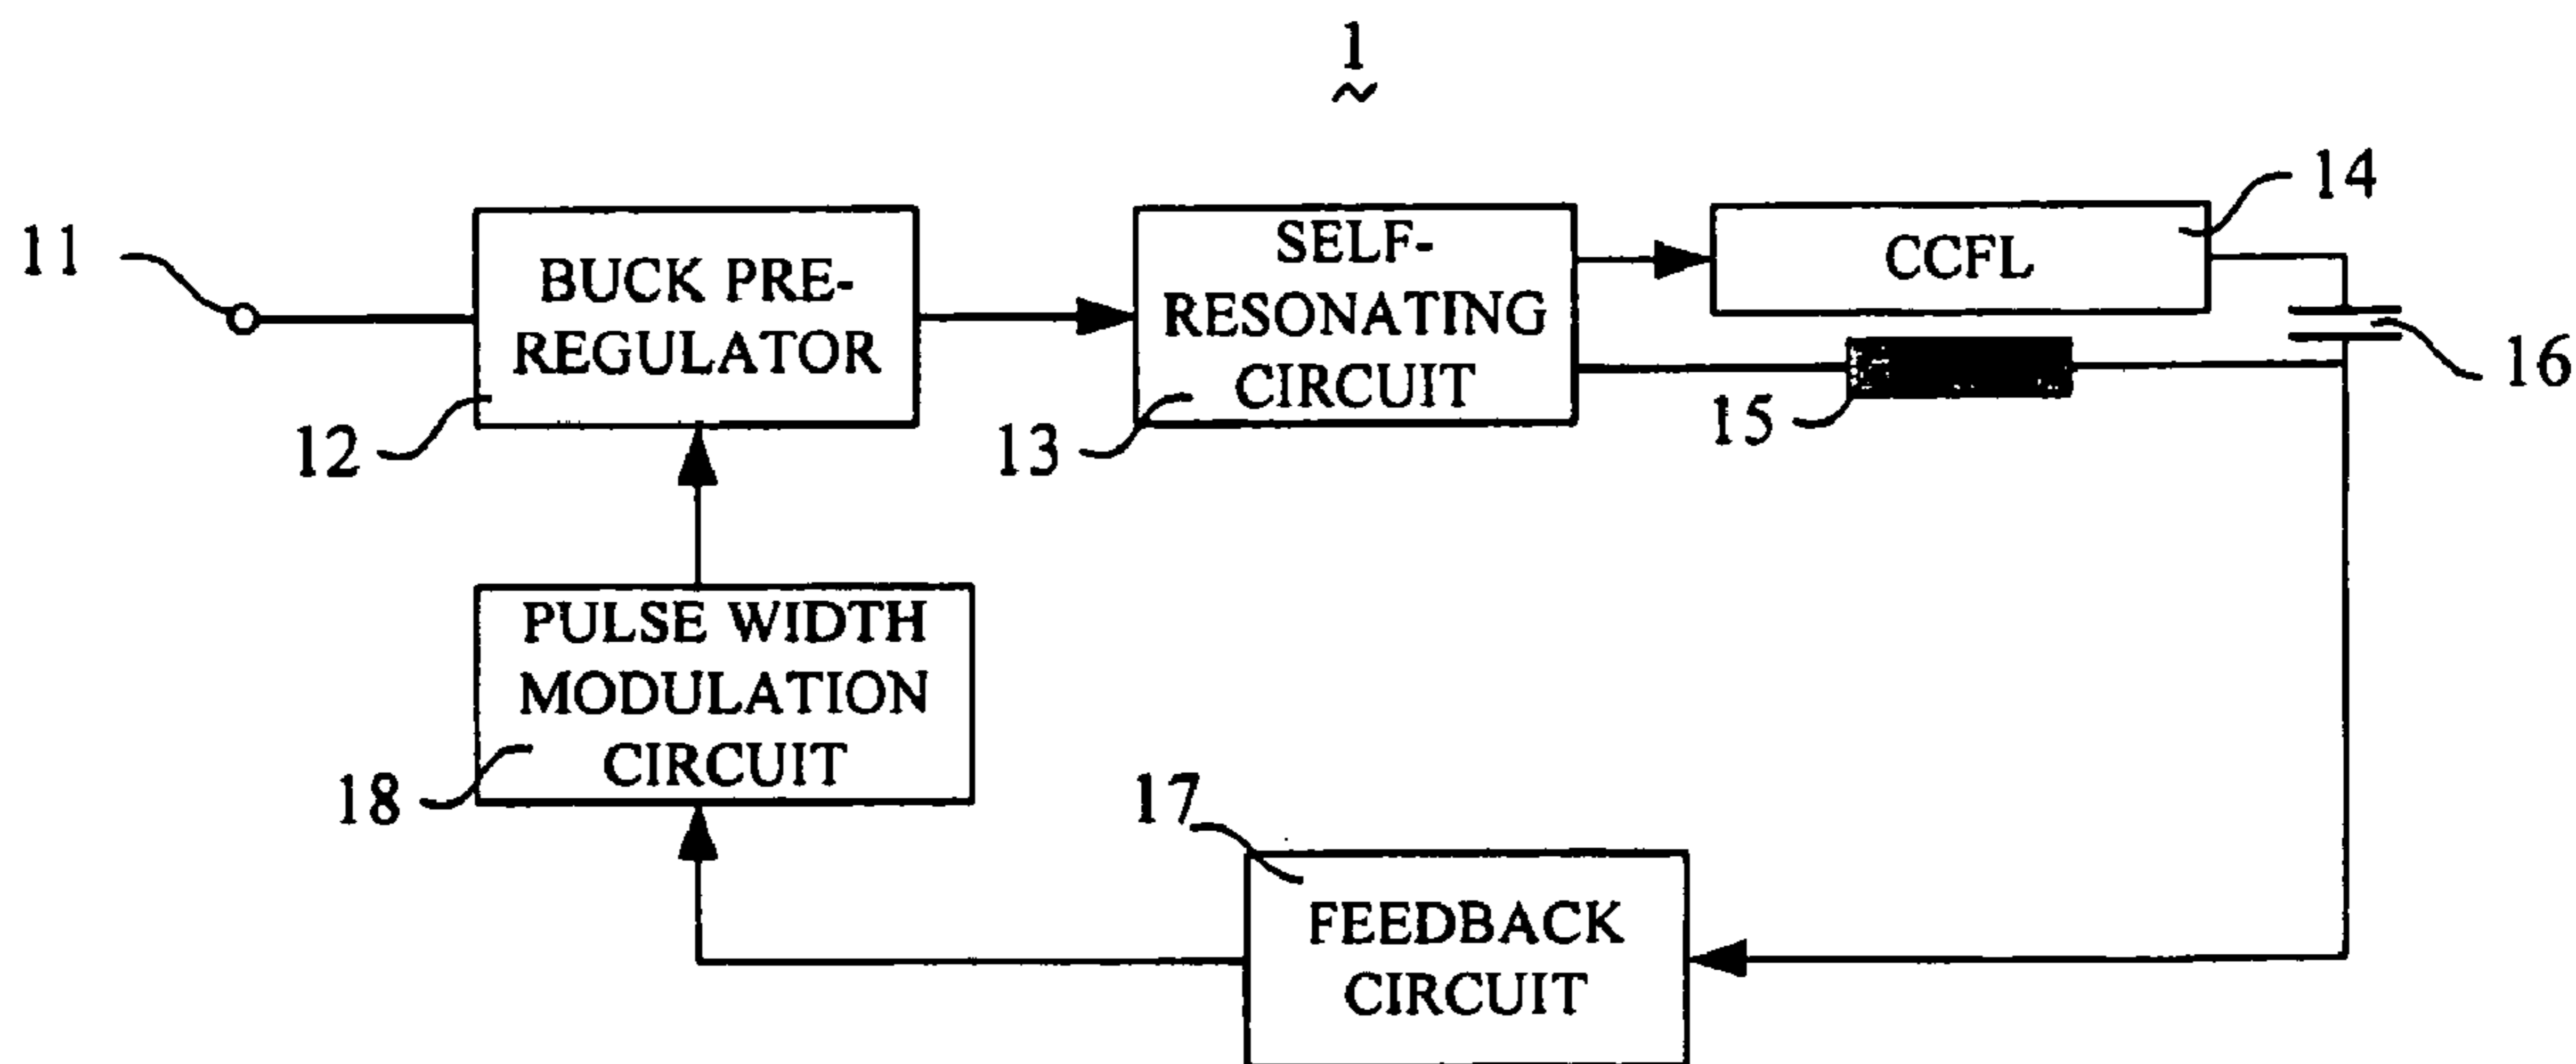 1
11
BUCK PRE-
REGULATOR
12
SELF-
RESONATING
CIRCUIT
13
CCFL
14
15
16
PULSE WIDTH
MODULATION
CIRCUIT
18
17
FEEDBACK
CIRCUIT